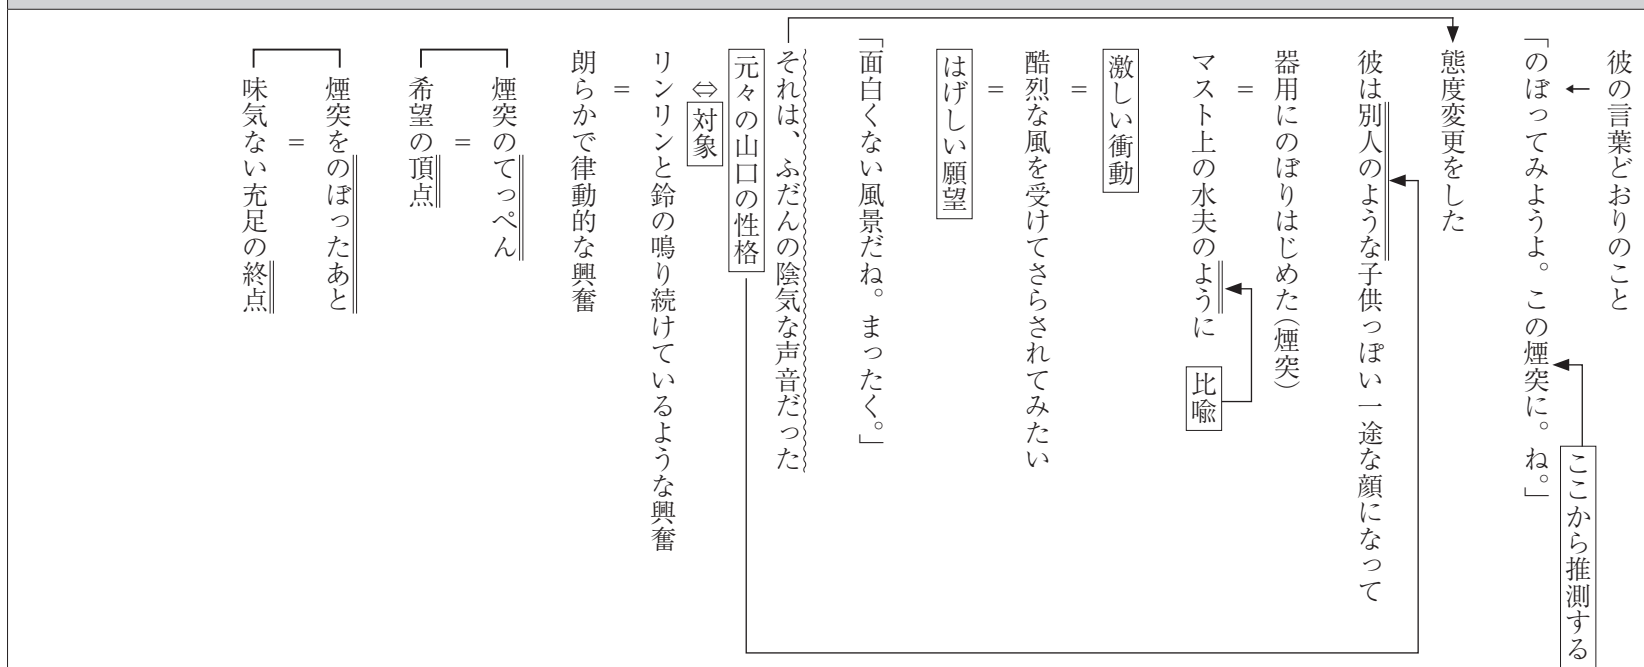 彼の言葉どおりのこと
←
ここから推測する
「のぼってみようよ。この煙突に。ね。」
態度変更をした
彼は別人のような子供っぽい一途な顔になって
器用にのぼりはじめた(煙突)
=
マスト上の水夫のように
比喩
激しい衝動
=
酷烈な風を受けてさらされてみたい
=
はげしい願望
「面白くない風景だね。まったく。」
それは、ふだんの陰気な声音だった
元々の山口の性格
⇔
対象
リンリンと鈴の鳴り続けているような興奮
=
朗らかで律動的な興奮
煙突のてっぺん
=
希望の頂点
煙突をのぼったあと
=
味気ない充足の終点